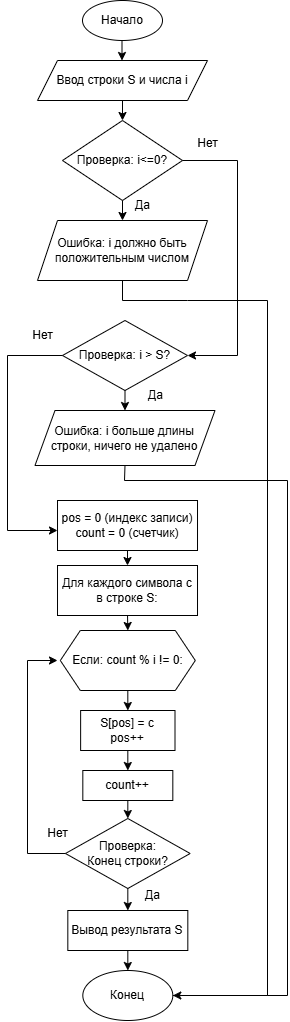 Начало
Ввод строки S и числа i
Проверка: i<=0?
Нет
Да
Ошибка: i должно быть
положительным числом
Нет
Проверка: i > S?
Да
Ошибка: i больше длины
строки, ничего не удалено
pos = 0 (индекс записи)
count = 0 (счетчик)
Для каждого символа c
в строке S:
Если: count % i != 0:
S[pos] = c
pos++
count++
Нет
Проверка:
Конец строки?
Да
Вывод результата S
Конец